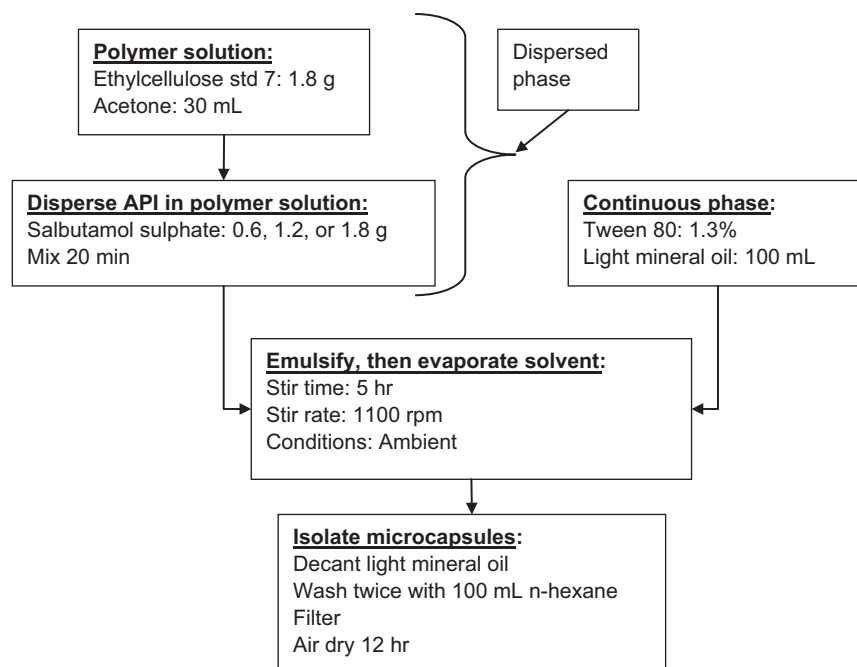 Polymer solution:
Ethylcellulose std 7: 1.8 g
Acetone: 30 mL
Dispersed
phase
Disperse API in polymer solution:
Salbutamol sulphate: 0.6, 1.2, or 1.8 g
Mix 20 min
Continuous phase:
Tween 80: 1.3%
Light mineral oil: 100 mL
Emulsify, then evaporate solvent:
Stir time: 5 hr
Stir rate: 1100 rpm
Conditions: Ambient
Isolate microcapsules:
Decant light mineral oil
Wash twice with 100 mL n-hexane
Filter
Air dry 12 hr